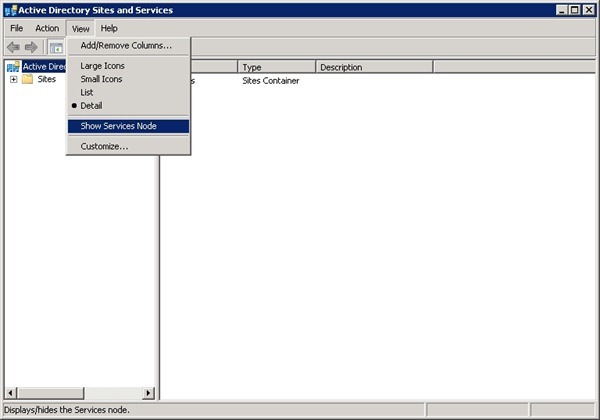 Active Directory Sites and Services
File Action View Help
Add/Remove Columns...
Large Icons
Small Icons
List
Detail
Show Services Node
Customize...
Active Direc
Sites
Type Description
s Sites Container
Displays/hides the Services node.